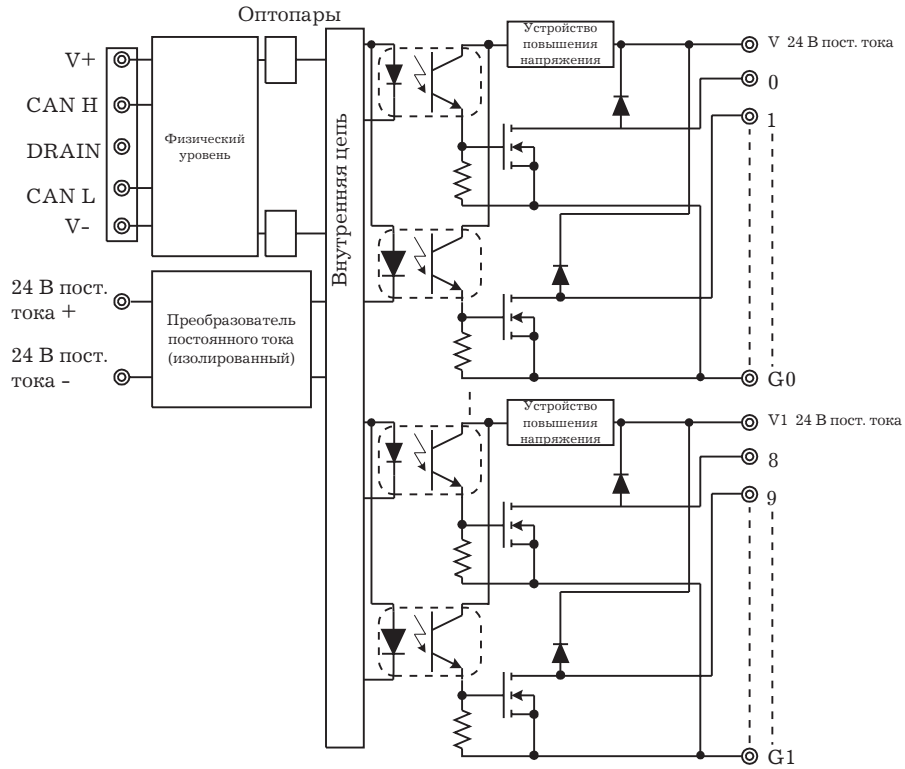 Оптопары
V+
CAN H
DRAIN
CAN L
V-
Физический
уровень
24 В пост.
тока +
24 В пост.
тока -
Преобразователь
постоянного тока
(изолированный)
Внутренняя цепь
Устройство
повышения
напряжения
V 24 В пост. тока
0
1
G0
Устройство
повышения
напряжения
V1 24 В пост. тока
8
9
G1